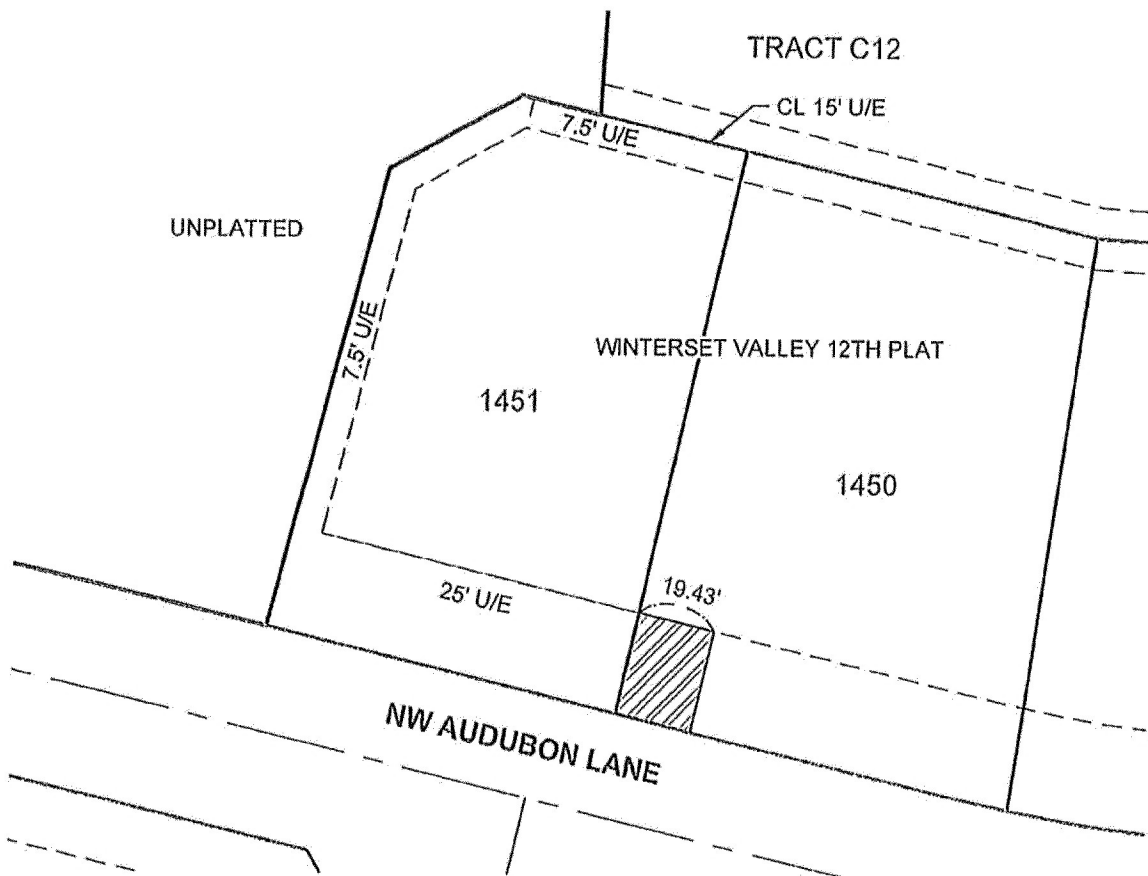 TRACT C12
CL 15' U/E
7.5' U/E
UNPLATTED
7.5' U/E
WINTERSET VALLEY 12TH PLAT
1451
1450
19.43'
25' U/E
NW AUDUBON LANE